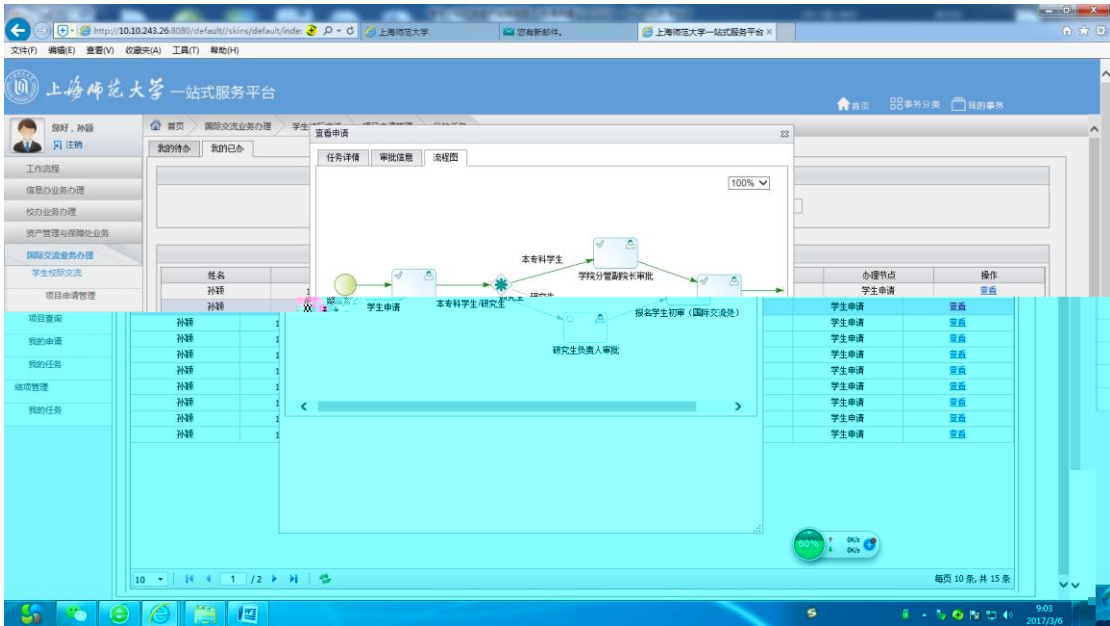 http://10.10.243.26:8080/default//skins/default/inde:
上海师范大学
您有新邮件。
上海师范大学一站式服务平台
文件(F) 编辑(E) 查看(V) 收藏夹(A) 工具(T) 帮助(H)
上海师范大学 一站式服务平台
首页 事务分类 我的事务
您好，孙颖
注销
首页 国际交流业务办理
查看申请
我的待办 我的已办
任务详情 审批信息 流程图
工作流程
信息办业务办理
校办业务办理
资产管理与保障处业务
国际交流业务办理
学生校际交流
项目申请管理
项目查询
我的申请
我的任务
结项管理
我的任务
100%
本专科学生
学院分管副院长审批
学生申请
本专科学生/研究生
研究生
报名学生初审（国际交流处）
研究生负责人审批
姓名 办理节点 操作
孙颖 学生申请 查看
孙颖 学生申请 查看
孙颖 学生申请 查看
孙颖 学生申请 查看
孙颖 学生申请 查看
孙颖 学生申请 查看
孙颖 学生申请 查看
孙颖 学生申请 查看
孙颖 学生申请 查看
孙颖 学生申请 查看
60% 0K/s
0K/s
10 1 /2 每页 10 条,共 15 条
9:03
2017/3/6